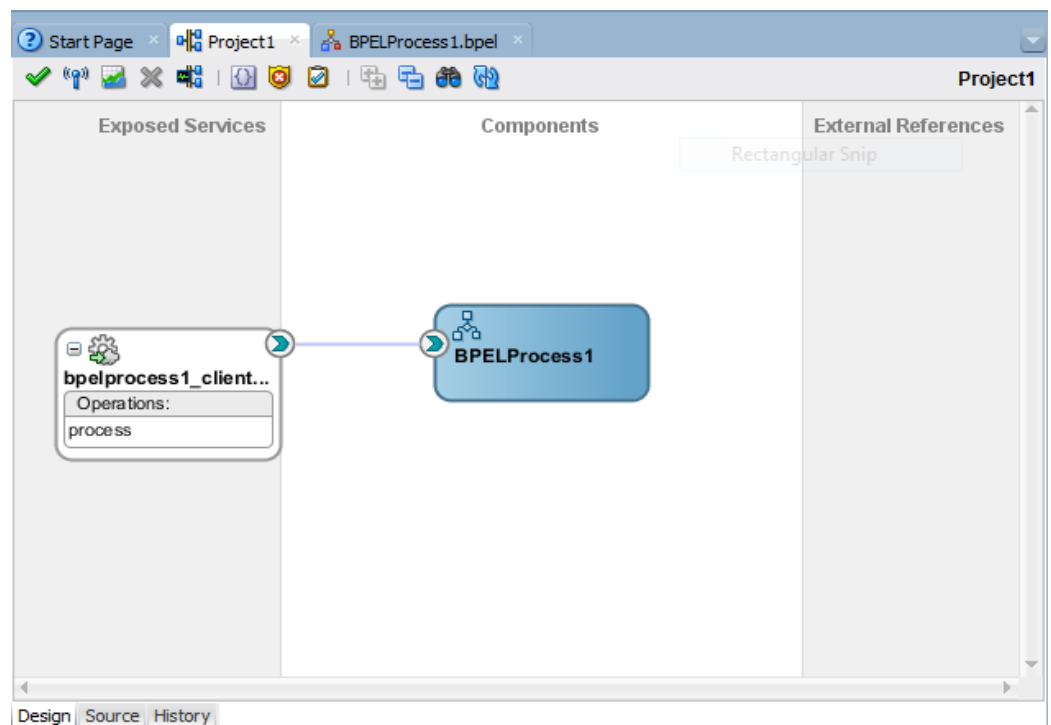 Start Page Project1 BPELProcess1.bpel
Project1
Exposed Services Components External References
Rectangular Snip
BPELProcess1
bpelprocess1_client...
Operations:
process
Design Source History